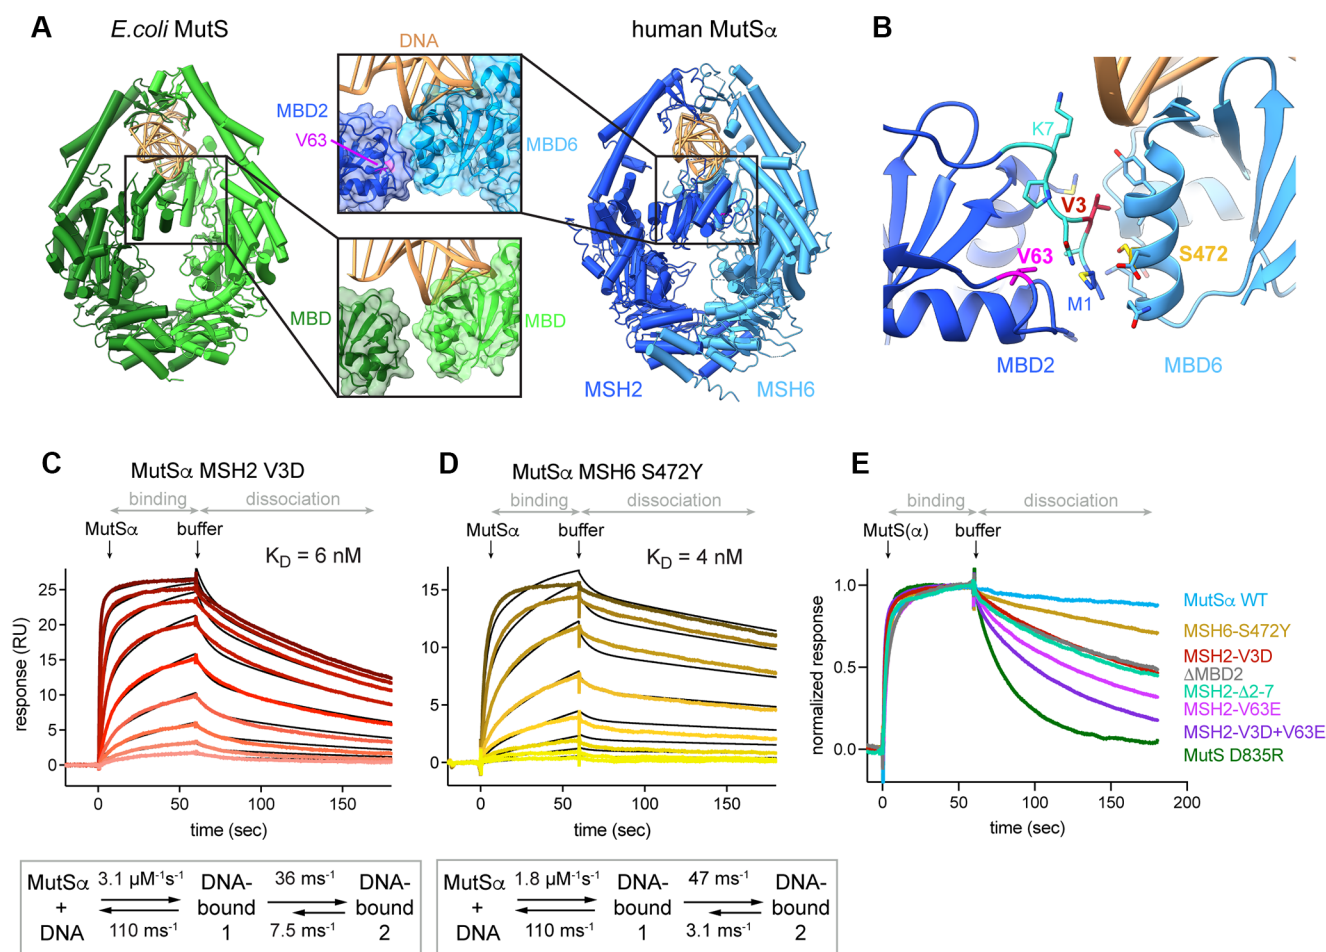 A
E.coli MutS
DNA
human MutSα
MBD2
V63
MBD6
MBD
MBD
MSH2
MSH6
B
K7
V3
V63
S472
M1
MBD2
MBD6
C
MutSα MSH2 V3D
binding
dissociation
MutSα
buffer
K_D = 6 nM
response (RU)
25
20
15
10
5
0
0
50
100
150
time (sec)
MutSα
+
DNA
3.1 µM⁻¹s⁻¹
110 ms⁻¹
DNA-
bound
1
36 ms⁻¹
7.5 ms⁻¹
DNA-
bound
2
D
MutSα MSH6 S472Y
binding
dissociation
MutSα
buffer
K_D = 4 nM
15
10
5
0
0
50
100
150
time (sec)
MutSα
+
DNA
1.8 µM⁻¹s⁻¹
110 ms⁻¹
DNA-
bound
1
47 ms⁻¹
3.1 ms⁻¹
DNA-
bound
2
E
binding
dissociation
MutS(α)
buffer
normalized response
1.0
0.5
0.0
0
50
100
150
200
time (sec)
MutSα WT
MSH6-S472Y
MSH2-V3D
ΔMBD2
MSH2-Δ2-7
MSH2-V63E
MSH2-V3D+V63E
MutS D835R